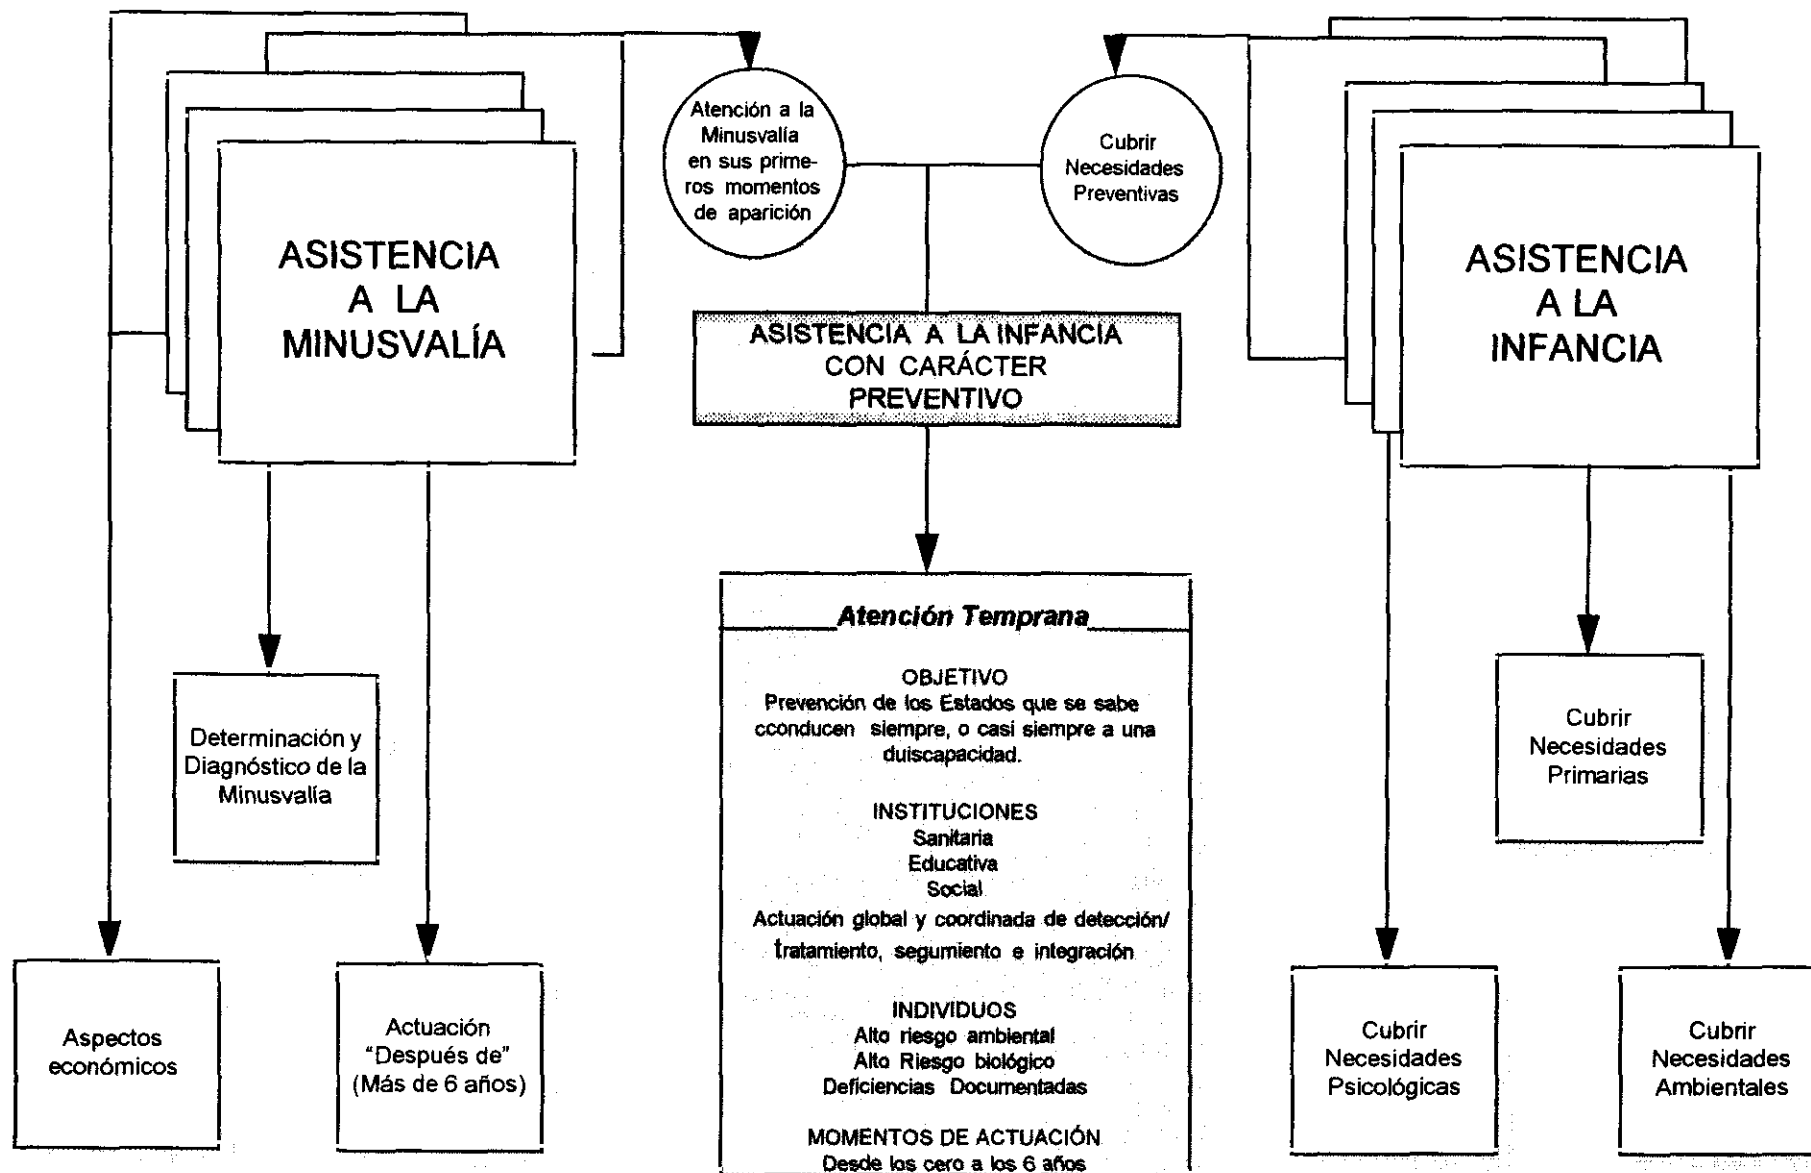 Atención a la
Minusvalía
en sus prime-
ros momentos
de aparición
Cubrir
Necesidades
Preventivas
ASISTENCIA
A LA
MINUSVALÍA
ASISTENCIA A LA INFANCIA
CON CARÁCTER
PREVENTIVO
ASISTENCIA
A LA
INFANCIA
Atención Temprana
OBJETIVO
Prevención de los Estados que se sabe
cconducen siempre, o casi siempre a una
duiscapacidad.
INSTITUCIONES
Sanitaria
Educativa
Social
Actuación global y coordinada de detección/
tratamiento, segumiento e integración
INDIVIDUOS
Alto riesgo ambiental
Alto Riesgo biológico
Deficiencias Documentadas
MOMENTOS DE ACTUACIÓN
Desde los cero a los 6 años
Determinación y
Diagnóstico de la
Minusvalía
Cubrir
Necesidades
Primarias
Aspectos
económicos
Actuación
“Después de”
(Más de 6 años)
Cubrir
Necesidades
Psicológicas
Cubrir
Necesidades
Ambientales